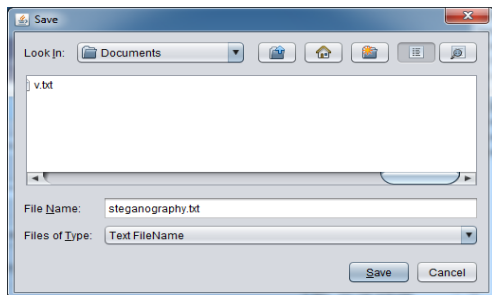 Save
Look In: Documents
v.txt
File Name: steganography.txt
Files of Type: Text FileName
Save Cancel